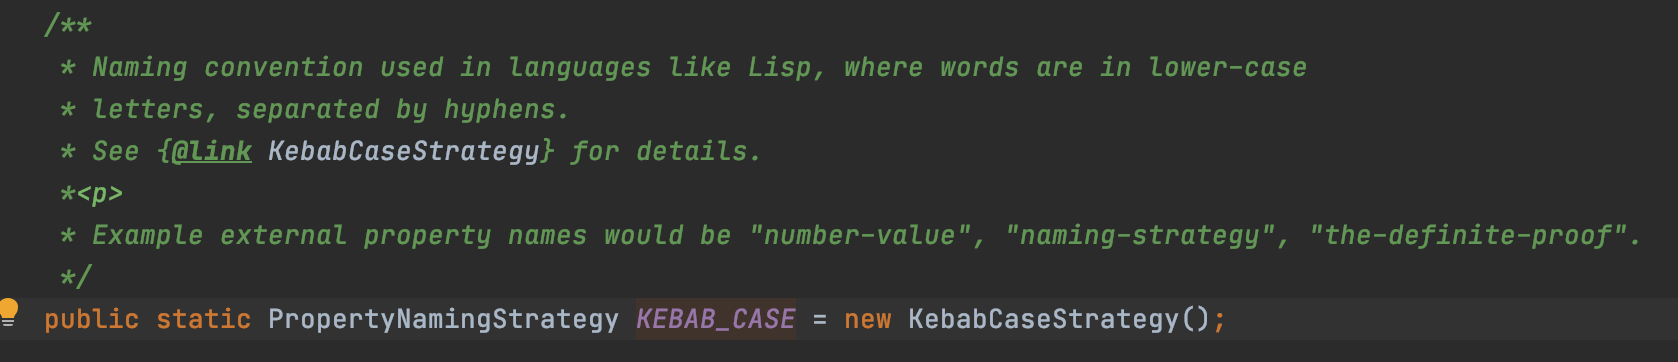 /**
* Naming convention used in languages like Lisp, where words are in lower-case
* letters, separated by hyphens.
* See {@link KebabCaseStrategy} for details.
*<p>
* Example external property names would be "number-value", "naming-strategy", "the-definite-proof".
*/
public static PropertyNamingStrategy KEBAB_CASE = new KebabCaseStrategy();